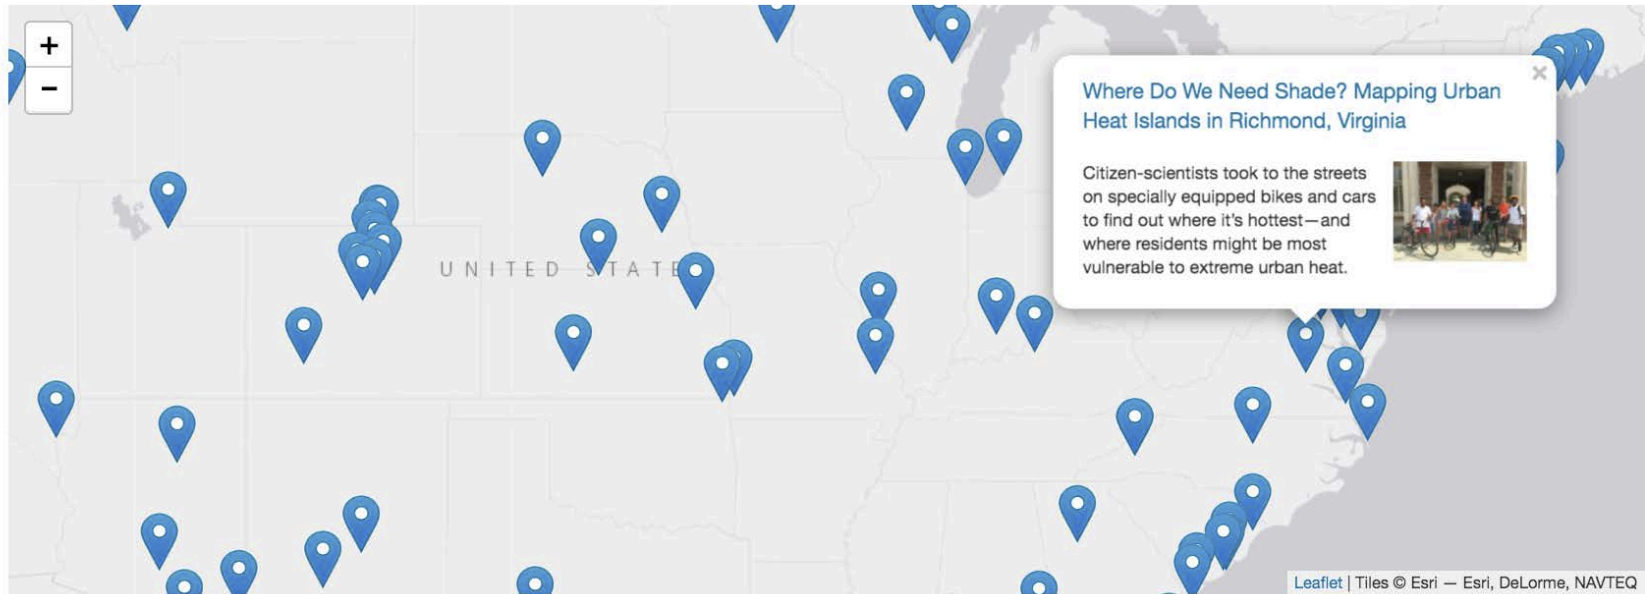 +
−
Where Do We Need Shade? Mapping Urban
Heat Islands in Richmond, Virginia
×
Citizen-scientists took to the streets
on specially equipped bikes and cars
to find out where it's hottest—and
where residents might be most
vulnerable to extreme urban heat.
UNITED STATE
Leaflet | Tiles © Esri — Esri, DeLorme, NAVTEQ